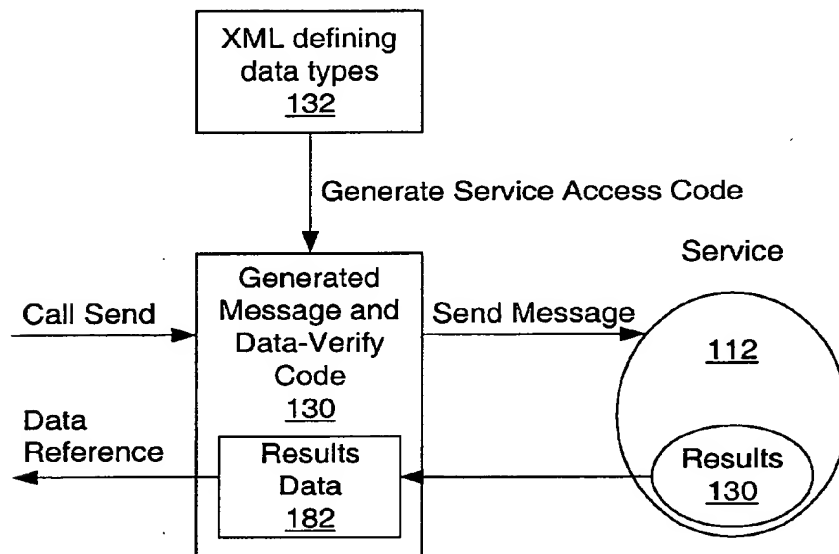 XML defining
data types
132
Generate Service Access Code
Service
Generated
Message and
Data-Verify
Code
130
Call Send
Send Message
112
Data
Reference
Results
Data
182
Results
130